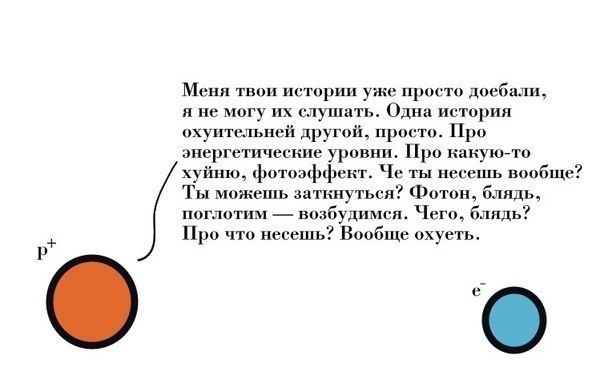 Меня твои истории уже просто доебали,
я не могу их слушать. Одна история
охуительней другой, просто. Про
энергетические уровни. Про какую-то
хуйню, фотоэффект. Че ты несешь вообще?
Ты можешь заткнуться? Фотон, блядь,
поглотим — возбудимся. Чего, блядь?
Про что несешь? Вообще охуеть.
p⁺
e⁻